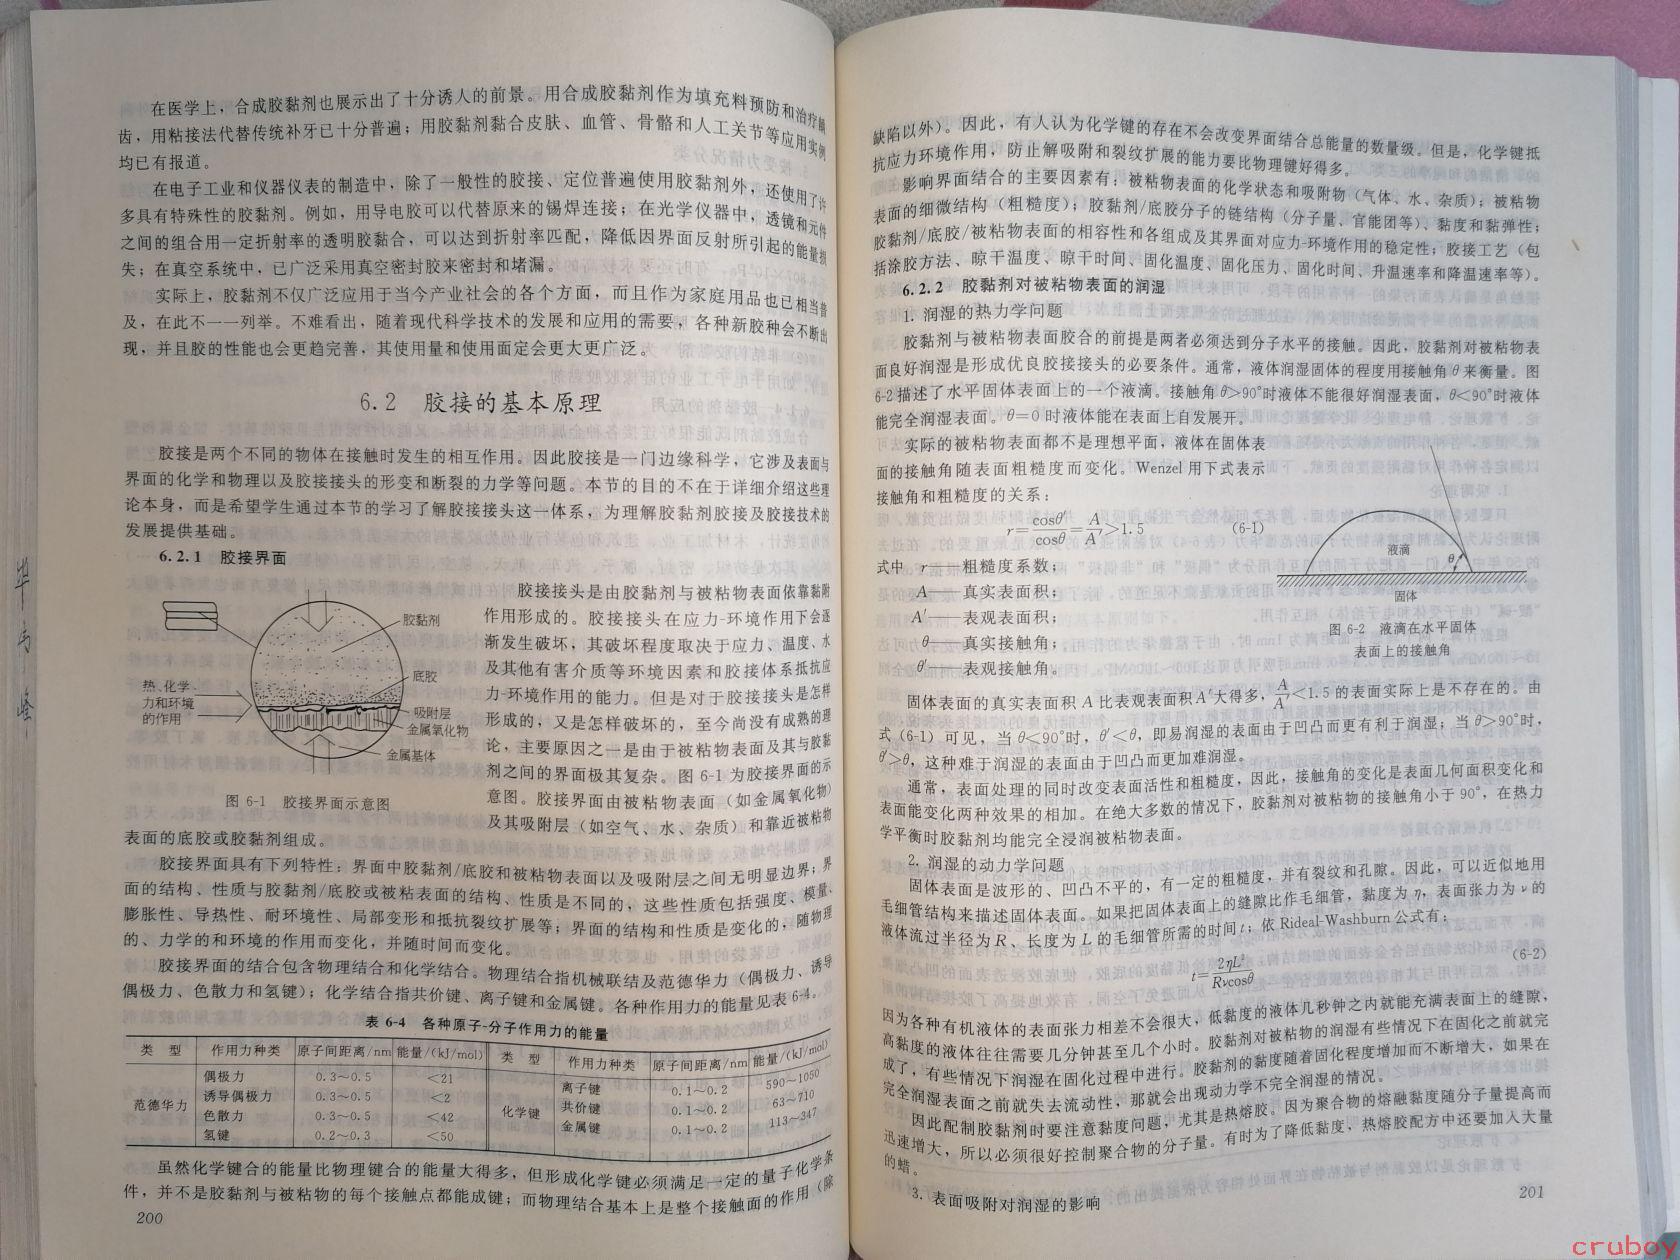 在医学上，合成胶黏剂也展示出了十分诱人的前景。用合成胶黏剂作为填充料预防和治疗龋
齿，用粘接法代替传统补牙已十分普遍；用胶黏剂黏合皮肤、血管、骨骼和人工关节等应用实例
均已有报道。
在电子工业和仪器仪表的制造中，除了一般性的胶接、定位普遍使用胶黏剂外，还使用了许
多具有特殊性的胶黏剂。例如，用导电胶可以代替原来的锡焊连接；在光学仪器中，透镜和元件
之间的组合用一定折射率的透明胶黏合，可以达到折射率匹配，降低因界面反射所引起的能量损
失；在真空系统中，已广泛采用真空密封胶来密封和堵漏。
实际上，胶黏剂不仅广泛应用于当今产业社会的各个方面，而且作为家庭用品也已相当普
及，在此不一一列举。不难看出，随着现代科学技术的发展和应用的需要，各种新胶种会不断出
现，并且胶的性能也会更趋完善，其使用量和使用面定会更大更广泛。
6.2 胶接的基本原理
胶接是两个不同的物体在接触时发生的相互作用。因此胶接是一门边缘科学，它涉及表面与
界面的化学和物理以及胶接接头的形变和断裂的力学等问题。本节的目的不在于详细介绍这些理
论本身，而是希望学生通过本节的学习了解胶接接头这一体系，为理解胶黏剂胶接及胶接技术的
发展提供基础。
6.2.1 胶接界面
胶接接头是由胶黏剂与被粘物表面依靠黏附
作用形成的。胶接接头在应力-环境作用下会逐
渐发生破坏，其破坏程度取决于应力、温度、水
及其他有害介质等环境因素和胶接体系抵抗应
力-环境作用的能力。但是对于胶接接头是怎样
形成的，又是怎样破坏的，至今尚没有成熟的理
论，主要原因之一是由于被粘物表面及其与胶黏
剂之间的界面极其复杂。图 6-1 为胶接界面的示
意图。胶接界面由被粘物表面（如金属氧化物）
及其吸附层（如空气、水、杂质）和靠近被粘物
胶黏剂
底胶
热、化学
力和环境
的作用
吸附层
金属氧化物
金属基体
图 6-1 胶接界面示意图
表面的底胶或胶黏剂组成。
胶接界面具有下列特性：界面中胶黏剂/底胶和被粘物表面以及吸附层之间无明显边界；界
面的结构、性质与胶黏剂/底胶或被粘表面的结构、性质是不同的，这些性质包括强度、模量、
膨胀性、导热性、耐环境性、局部变形和抵抗裂纹扩展等；界面的结构和性质是变化的，随物理
的、力学的和环境的作用而变化，并随时间而变化。
胶接界面的结合包含物理结合和化学结合。物理结合指机械联结及范德华力（偶极力、诱导
偶极力、色散力和氢键）；化学结合指共价键、离子键和金属键。各种作用力的能量见表 6-4。
表 6-4 各种原子-分子作用力的能量
类 型 作用力种类 原子间距离/nm 能量/(kJ/mol) 类 型 作用力种类 原子间距离/nm 能量/(kJ/mol)
范德华力 偶极力 0.3～0.5 <21 化学键 离子键 0.1～0.2 590～1050
诱导偶极力 0.3～0.5 <2 共价键 0.1～0.2 63～710
色散力 0.3～0.5 <42 金属键 0.1～0.2 113～347
氢键 0.2～0.3 <50
虽然化学键合的能量比物理键合的能量大得多，但形成化学键必须满足一定的量子化学条
件，并不是胶黏剂与被粘物的每个接触点都能成键；而物理结合基本上是整个接触面的作用（除
200
缺陷以外）。因此，有人认为化学键的存在不会改变界面结合总能量的数量级。但是，化学键抵
抗应力环境作用，防止解吸附和裂纹扩展的能力要比物理键好得多。
影响界面结合的主要因素有：被粘物表面的化学状态和吸附物（气体、水、杂质）；被粘物
表面的细微结构（粗糙度）；胶黏剂/底胶分子的链结构（分子量、官能团等）、黏度和黏弹性；
胶黏剂/底胶/被粘物表面的相容性和各组成及其界面对应力-环境作用的稳定性；胶接工艺（包
括涂胶方法、晾干温度、晾干时间、固化温度、固化压力、固化时间、升温速率和降温速率等）。
6.2.2 胶黏剂对被粘物表面的润湿
1. 润湿的热力学问题
胶黏剂与被粘物表面胶合的前提是两者必须达到分子水平的接触。因此，胶黏剂对被粘物表
面良好润湿是形成优良胶接接头的必要条件。通常，液体润湿固体的程度用接触角 θ 来衡量。图
6-2 描述了水平固体表面上的一个液滴。接触角 θ>90°时液体不能很好润湿表面，θ<90°时液体
能完全润湿表面。θ=0 时液体能在表面上自发展开。
实际的被粘物表面都不是理想平面，液体在固体表
面的接触角随表面粗糙度而变化。Wenzel 用下式表示
接触角和粗糙度的关系：
r=cosθ′/cosθ=A/A′>1.5 (6-1)
式中 r——粗糙度系数；
A——真实表面积；
A′——表观表面积；
θ——真实接触角；
θ′——表观接触角。
液滴
θ
固体
图 6-2 液滴在水平固体
表面上的接触角
固体表面的真实表面积 A 比表观表面积 A′大得多，A/A′<1.5 的表面实际上是不存在的。由
式（6-1）可见，当 θ<90°时，θ′<θ，即易润湿的表面由于凹凸而更有利于润湿；当 θ>90°时，
θ′>θ，这种难于润湿的表面由于凹凸而更加难润湿。
通常，表面处理的同时改变表面活性和粗糙度，因此，接触角的变化是表面几何面积变化和
表面能变化两种效果的相加。在绝大多数的情况下，胶黏剂对被粘物的接触角小于 90°，在热力
学平衡时胶黏剂均能完全浸润被粘物表面。
2. 润湿的动力学问题
固体表面是波形的、凹凸不平的，有一定的粗糙度，并有裂纹和孔隙。因此，可以近似地用
毛细管结构来描述固体表面。如果把固体表面上的缝隙比作毛细管，黏度为 η，表面张力为 ν 的
液体流过半径为 R、长度为 L 的毛细管所需的时间 t；依 Rideal-Washburn 公式有：
t=2ηL²/Rνcosθ (6-2)
因为各种有机液体的表面张力相差不会很大，低黏度的液体几秒钟之内就能充满表面上的缝隙，
高黏度的液体往往需要几分钟甚至几个小时。胶黏剂对被粘物的润湿有些情况下在固化之前就完
成了，有些情况下润湿在固化过程中进行。胶黏剂的黏度随着固化程度增加而不断增大，如果在
完全润湿表面之前就失去流动性，那就会出现动力学不完全润湿的情况。
因此配制胶黏剂时要注意黏度问题，尤其是热熔胶。因为聚合物的熔融黏度随分子量提高而
迅速增大，所以必须很好控制聚合物的分子量。有时为了降低黏度，热熔胶配方中还要加入大量
的蜡。
3. 表面吸附对润湿的影响
201
cruboy